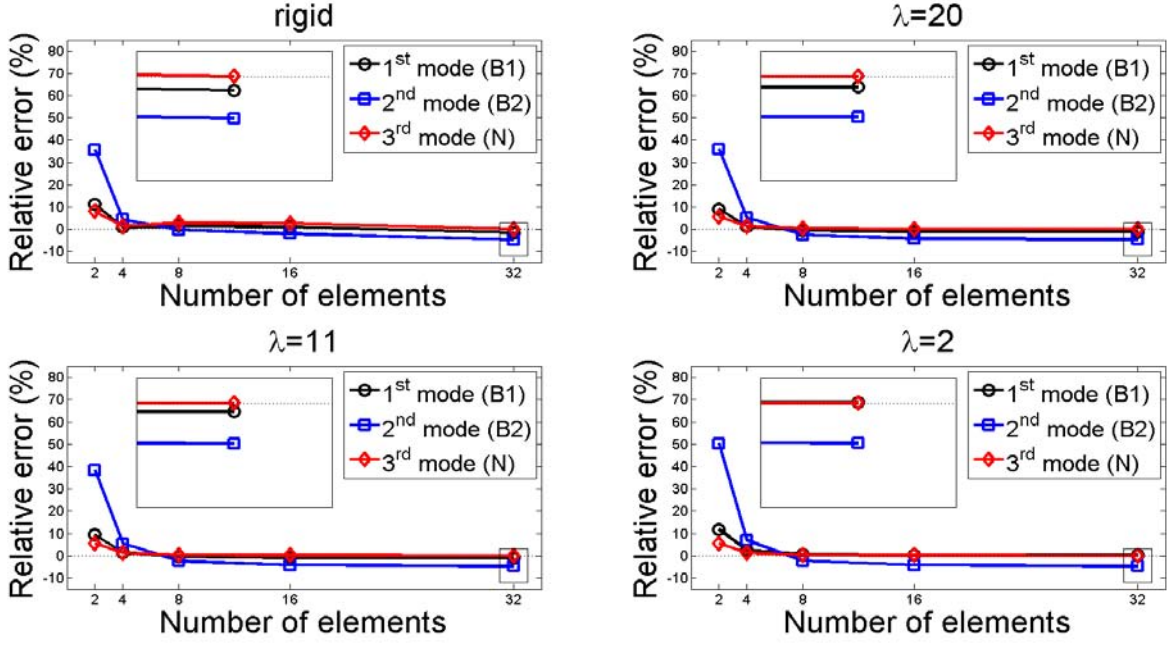 rigid
Relative error (%)
80
70
60
50
40
30
20
10
0
-10
2 4 8 16 32
Number of elements
1st mode (B1)
2nd mode (B2)
3rd mode (N)
λ=20
Relative error (%)
80
70
60
50
40
30
20
10
0
-10
2 4 8 16 32
Number of elements
1st mode (B1)
2nd mode (B2)
3rd mode (N)
λ=11
Relative error (%)
80
70
60
50
40
30
20
10
0
-10
2 4 8 16 32
Number of elements
1st mode (B1)
2nd mode (B2)
3rd mode (N)
λ=2
Relative error (%)
80
70
60
50
40
30
20
10
0
-10
2 4 8 16 32
Number of elements
1st mode (B1)
2nd mode (B2)
3rd mode (N)